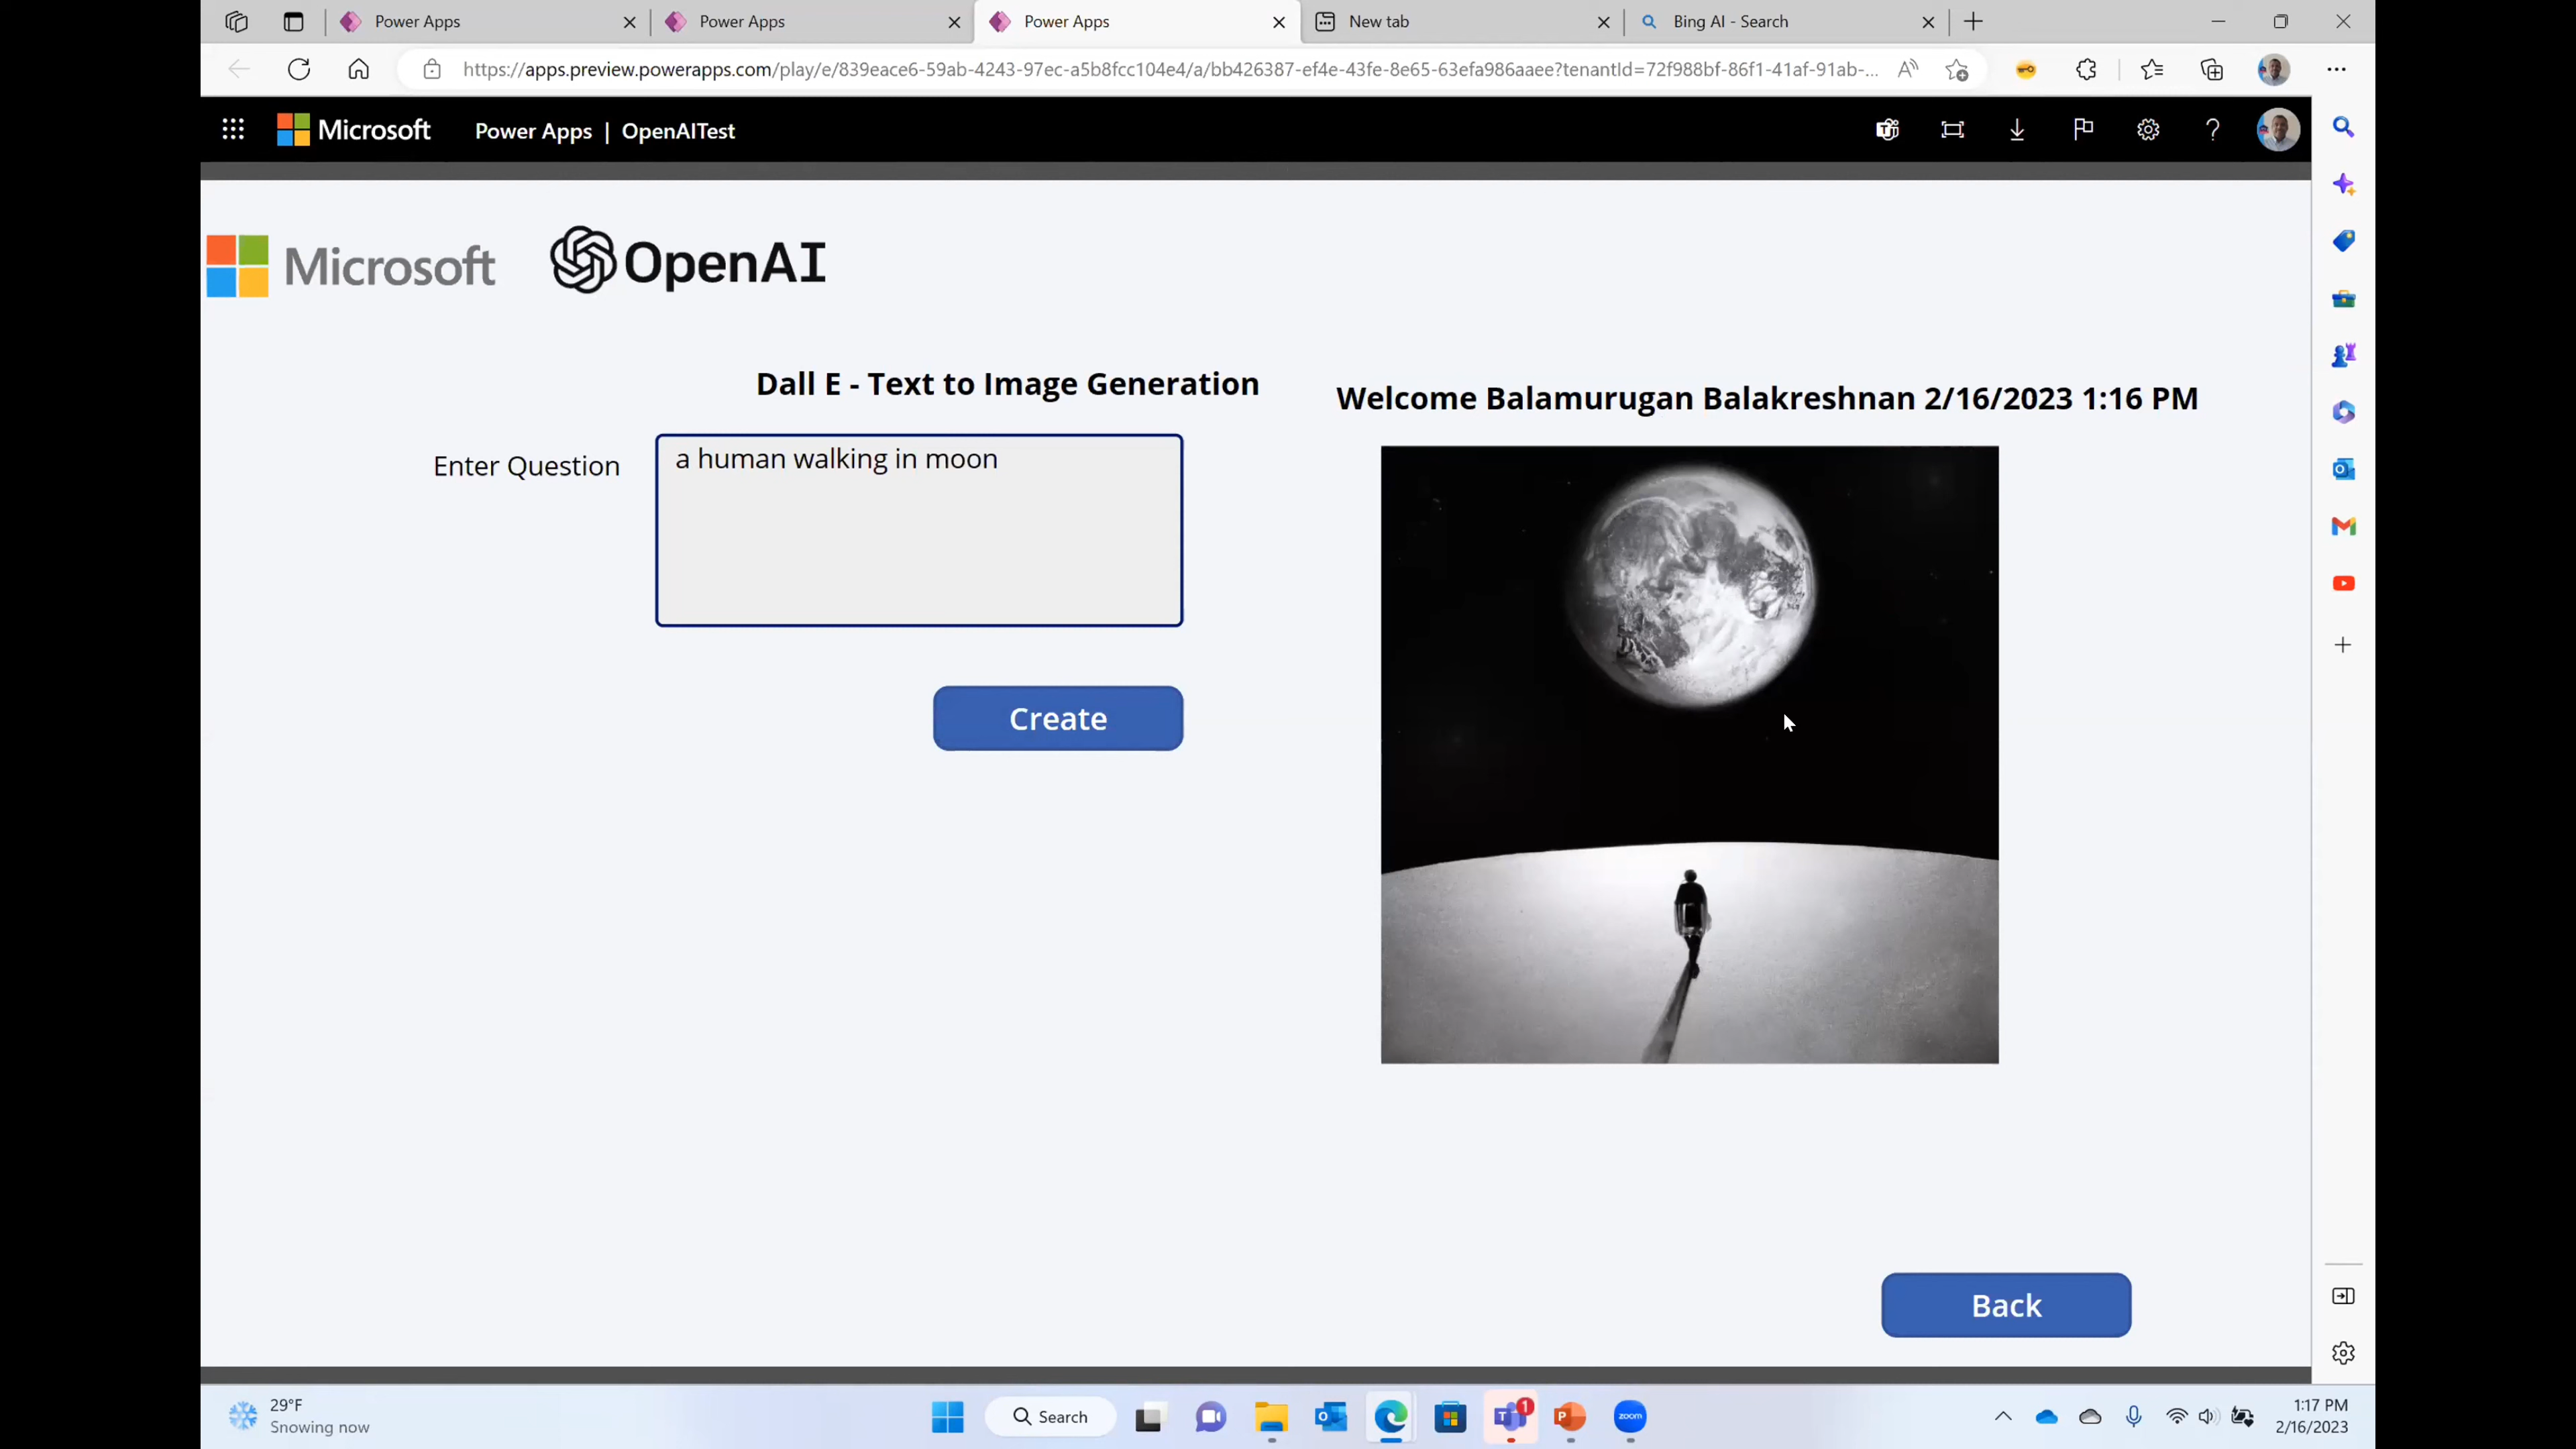 Power Apps
Power Apps
Power Apps
New tab
Bing AI - Search
https://apps.preview.powerapps.com/play/e/839eace6-59ab-4243-97ec-a5b8fcc104e4/a/bb426387-ef4e-43fe-8e65-63efa986aaee?tenantId=72f988bf-86f1-41af-91ab-...
Microsoft Power Apps | OpenAITest
Microsoft OpenAI
Dall E - Text to Image Generation
Welcome Balamurugan Balakreshnan 2/16/2023 1:16 PM
Enter Question
a human walking in moon
Create
Back
29°F
Snowing now
Search
1
zoom
1:17 PM
2/16/2023